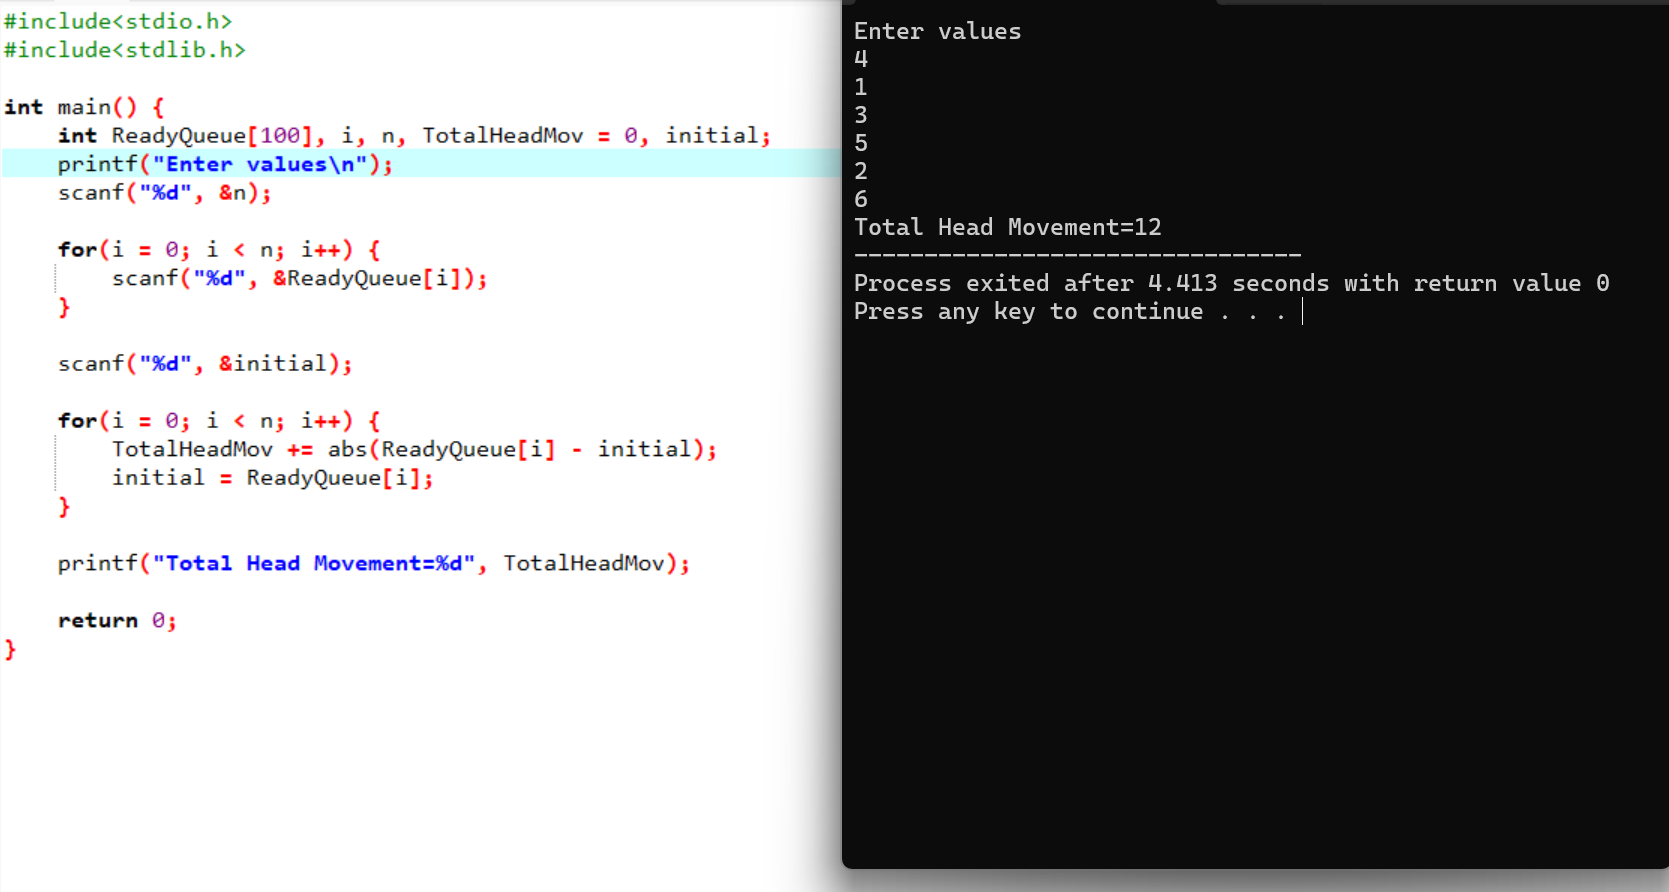 #include<stdio.h>
#include<stdlib.h>
int main() {
    int ReadyQueue[100], i, n, TotalHeadMov = 0, initial;
    printf("Enter values\n");
    scanf("%d", &n);
    for(i = 0; i < n; i++) {
        scanf("%d", &ReadyQueue[i]);
    }
    scanf("%d", &initial);
    for(i = 0; i < n; i++) {
        TotalHeadMov += abs(ReadyQueue[i] - initial);
        initial = ReadyQueue[i];
    }
    printf("Total Head Movement=%d", TotalHeadMov);
    return 0;
}
Enter values
4
1
3
5
2
6
Total Head Movement=12
--------------------------------
Process exited after 4.413 seconds with return value 0
Press any key to continue . . .